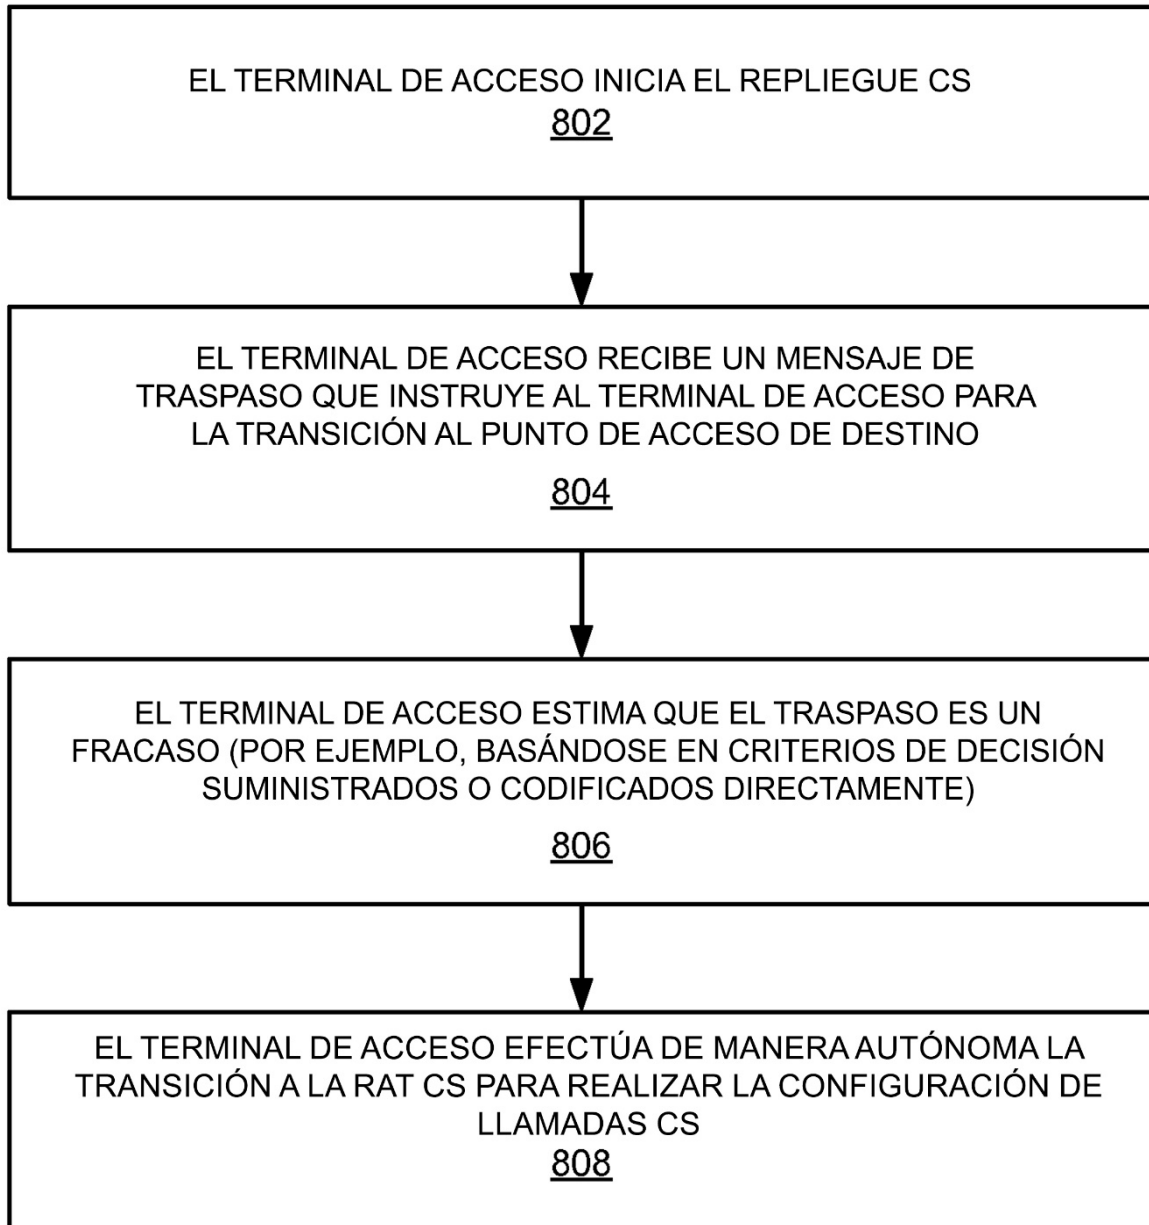 EL TERMINAL DE ACCESO INICIA EL REPLIEGUE CS
802
EL TERMINAL DE ACCESO RECIBE UN MENSAJE DE
TRASPASO QUE INSTRUYE AL TERMINAL DE ACCESO PARA
LA TRANSICIÓN AL PUNTO DE ACCESO DE DESTINO
804
EL TERMINAL DE ACCESO ESTIMA QUE EL TRASPASO ES UN
FRACASO (POR EJEMPLO, BASÁNDOSE EN CRITERIOS DE DECISIÓN
SUMINISTRADOS O CODIFICADOS DIRECTAMENTE)
806
EL TERMINAL DE ACCESO EFECTÚA DE MANERA AUTÓNOMA LA
TRANSICIÓN A LA RAT CS PARA REALIZAR LA CONFIGURACIÓN DE
LLAMADAS CS
808